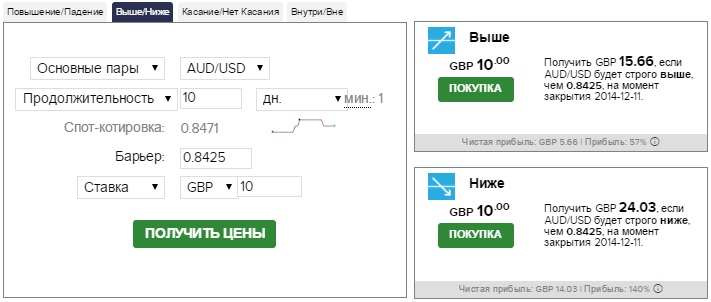 Повышение/Падение Выше/Ниже Касание/Нет Касания Внутри/Вне
Основные пары AUD/USD
Продолжительность 10 дн. мин.: 1
Спот-котировка: 0.8471
Барьер: 0.8425
Ставка GBP 10
ПОЛУЧИТЬ ЦЕНЫ
Выше
GBP 10.00
ПОКУПКА
Получить GBP 15.66, если
AUD/USD будет строго выше,
чем 0.8425, на момент
закрытия 2014-12-11.
Чистая прибыль: GBP 5.66 | Прибыль: 57%
Ниже
GBP 10.00
ПОКУПКА
Получить GBP 24.03, если
AUD/USD будет строго ниже,
чем 0.8425, на момент
закрытия 2014-12-11.
Чистая прибыль: GBP 14.03 | Прибыль: 140%